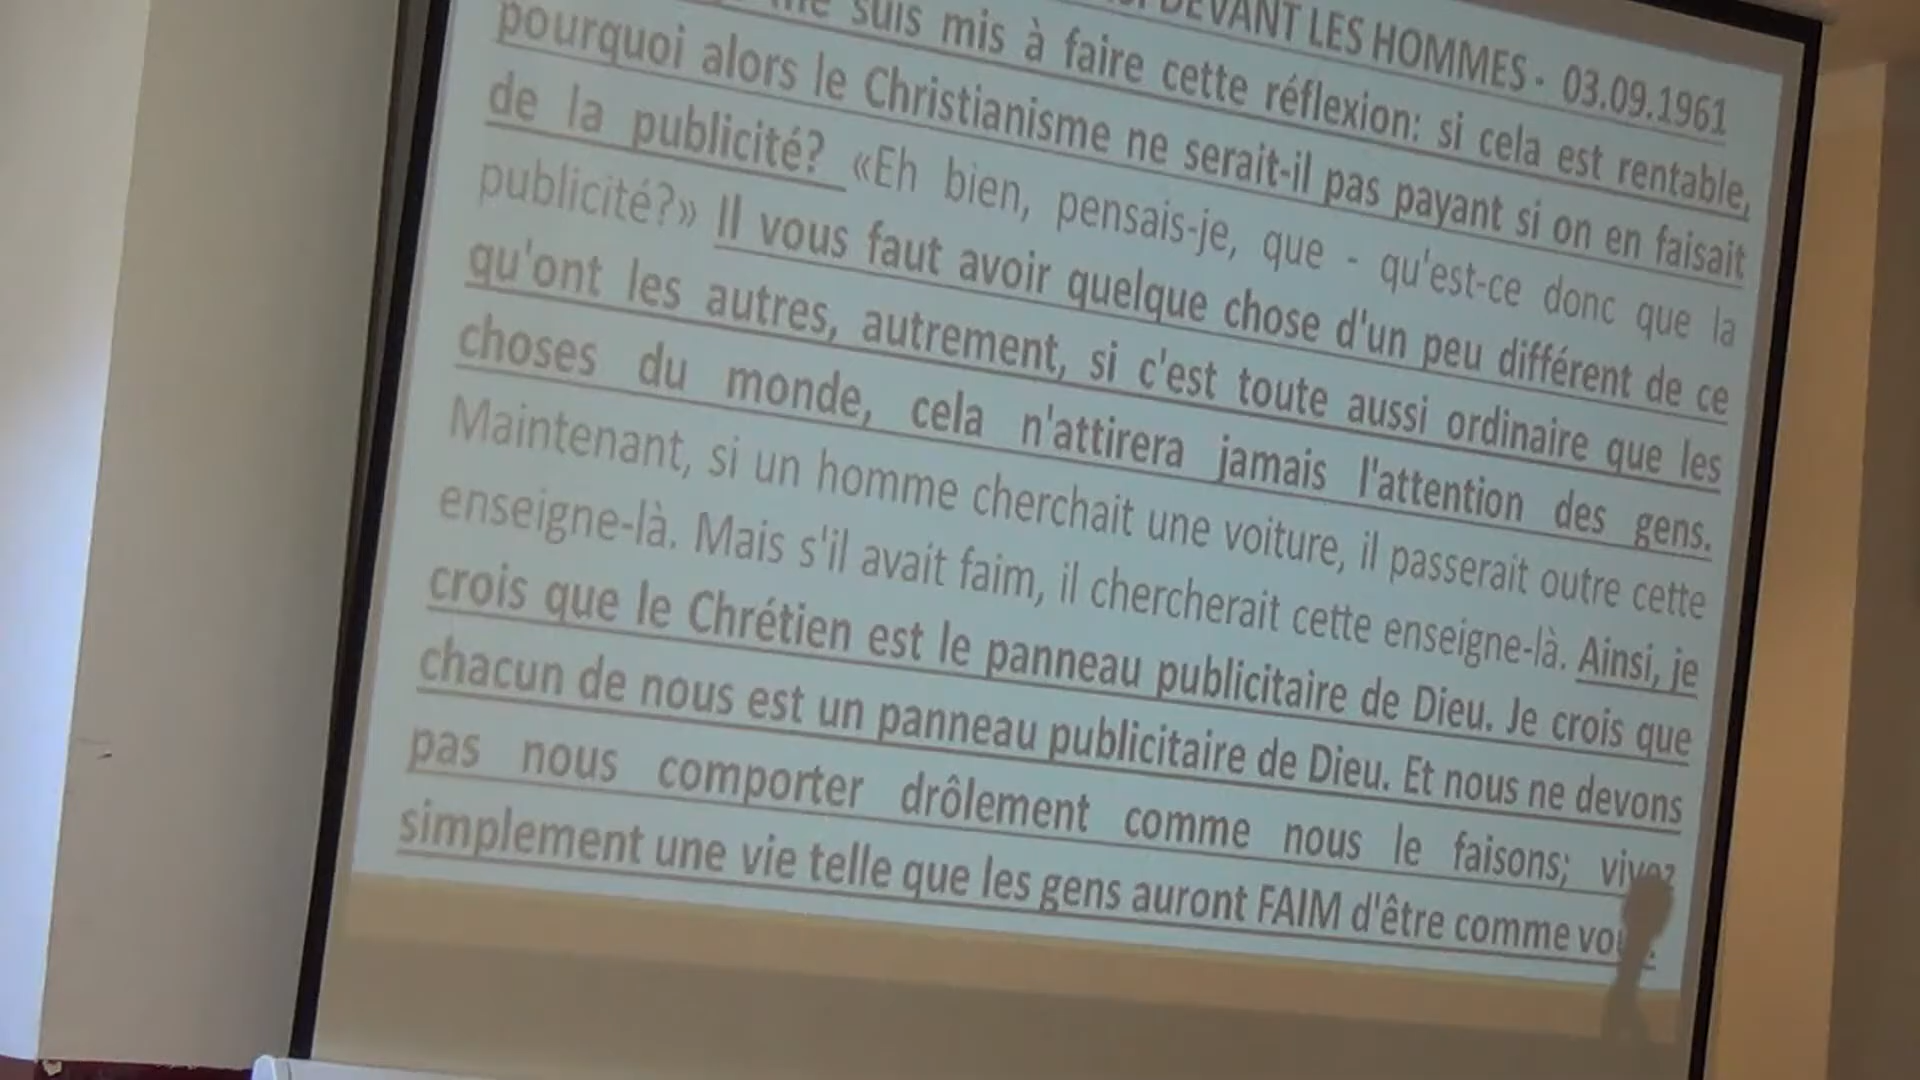 DEVANT LES HOMMES - 03.09.1961
me suis mis à faire cette réflexion: si cela est rentable,
pourquoi alors le Christianisme ne serait-il pas payant si on en faisait
de la publicité? «Eh bien, pensais-je, que - qu'est-ce donc que la
publicité?» Il vous faut avoir quelque chose d'un peu différent de ce
qu'ont les autres, autrement, si c'est toute aussi ordinaire que les
choses du monde, cela n'attirera jamais l'attention des gens.
Maintenant, si un homme cherchait une voiture, il passerait outre cette
enseigne-là. Mais s'il avait faim, il chercherait cette enseigne-là. Ainsi, je
crois que le Chrétien est le panneau publicitaire de Dieu. Je crois que
chacun de nous est un panneau publicitaire de Dieu. Et nous ne devons
pas nous comporter drôlement comme nous le faisons; vivez
simplement une vie telle que les gens auront FAIM d'être comme